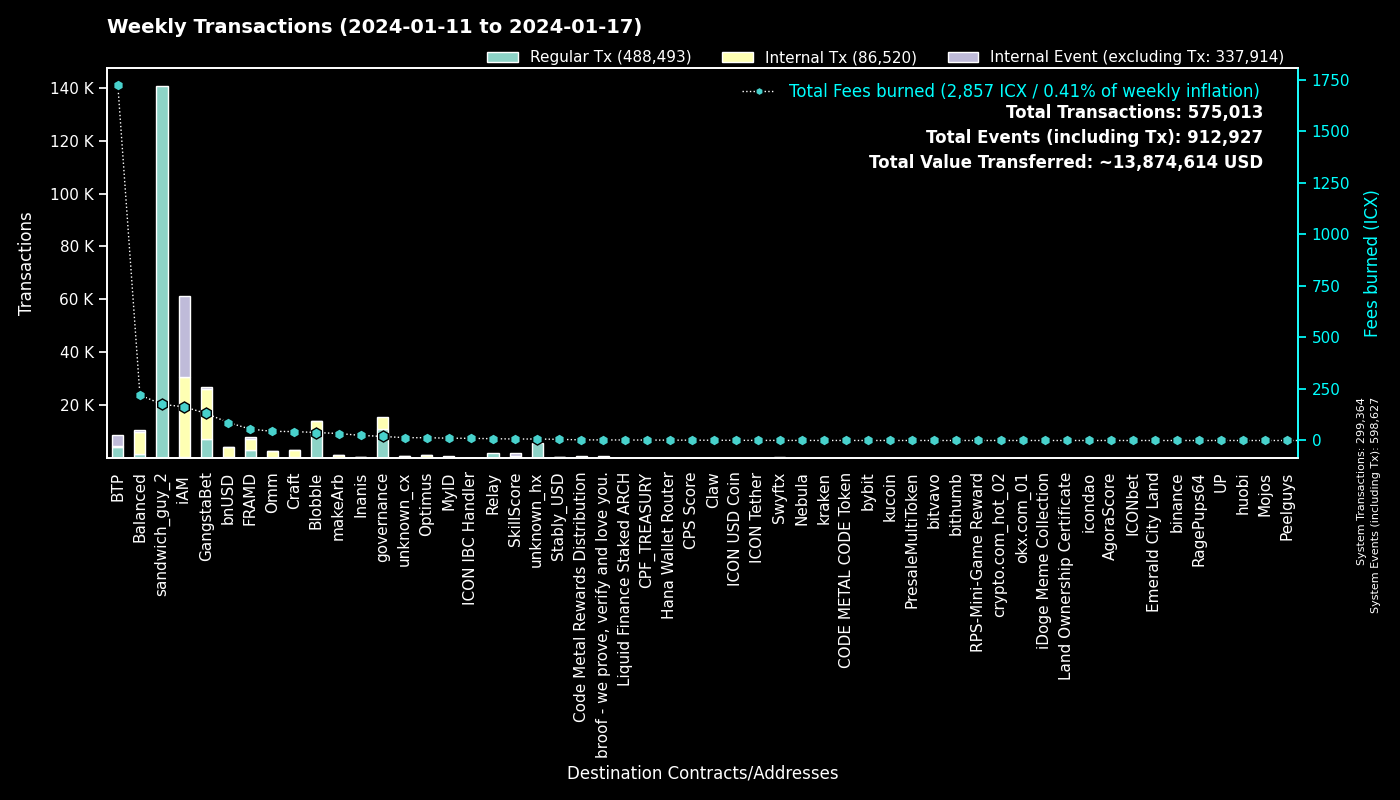 Weekly Transactions (2024-01-11 to 2024-01-17)
Regular Tx (488,493)
Internal Tx (86,520)
Internal Event (excluding Tx: 337,914)
Total Fees burned (2,857 ICX / 0.41% of weekly inflation)
Total Transactions: 575,013
Total Events (including Tx): 912,927
Total Value Transferred: ~13,874,614 USD
Transactions
140 K
120 K
100 K
80 K
60 K
40 K
20 K
1750
1500
1250
1000
750
500
250
0
Fees burned (ICX)
System Transactions: 299,364
System Events (including Tx): 598,627
BTP
Balanced
sandwich_guy_2
iAM
GangstaBet
bnUSD
FRAMD
Omm
Craft
Blobble
makeArb
Inanis
governance
unknown_cx
Optimus
MyID
ICON IBC Handler
Relay
SkillScore
unknown_hx
Stably_USD
Code Metal Rewards Distribution
broof - we prove, verify and love you.
Liquid Finance Staked ARCH
CPF_TREASURY
Hana Wallet Router
CPS Score
Claw
ICON USD Coin
ICON Tether
Swyftx
Nebula
kraken
CODE METAL CODE Token
bybit
kucoin
PresaleMultiToken
bitvavo
bithumb
RPS-Mini-Game Reward
crypto.com_hot_02
okx.com_01
iDoge Meme Collection
Land Ownership Certificate
icondao
AgoraScore
ICONbet
Emerald City Land
binance
RagePups64
UP
huobi
Mojos
Peelguys
Destination Contracts/Addresses